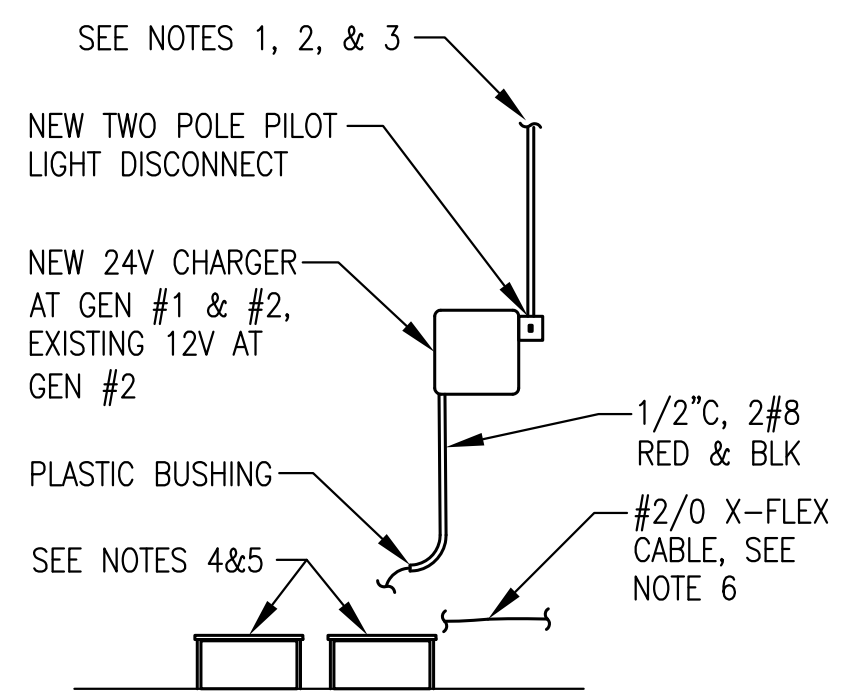 SEE NOTES 1, 2, & 3
NEW TWO POLE PILOT
LIGHT DISCONNECT
NEW 24V CHARGER
AT GEN #1 & #2,
EXISTING 12V AT
GEN #2
PLASTIC BUSHING
SEE NOTES 4&5
1/2"C, 2#8
RED & BLK
#2/0 X-FLEX
CABLE, SEE
NOTE 6